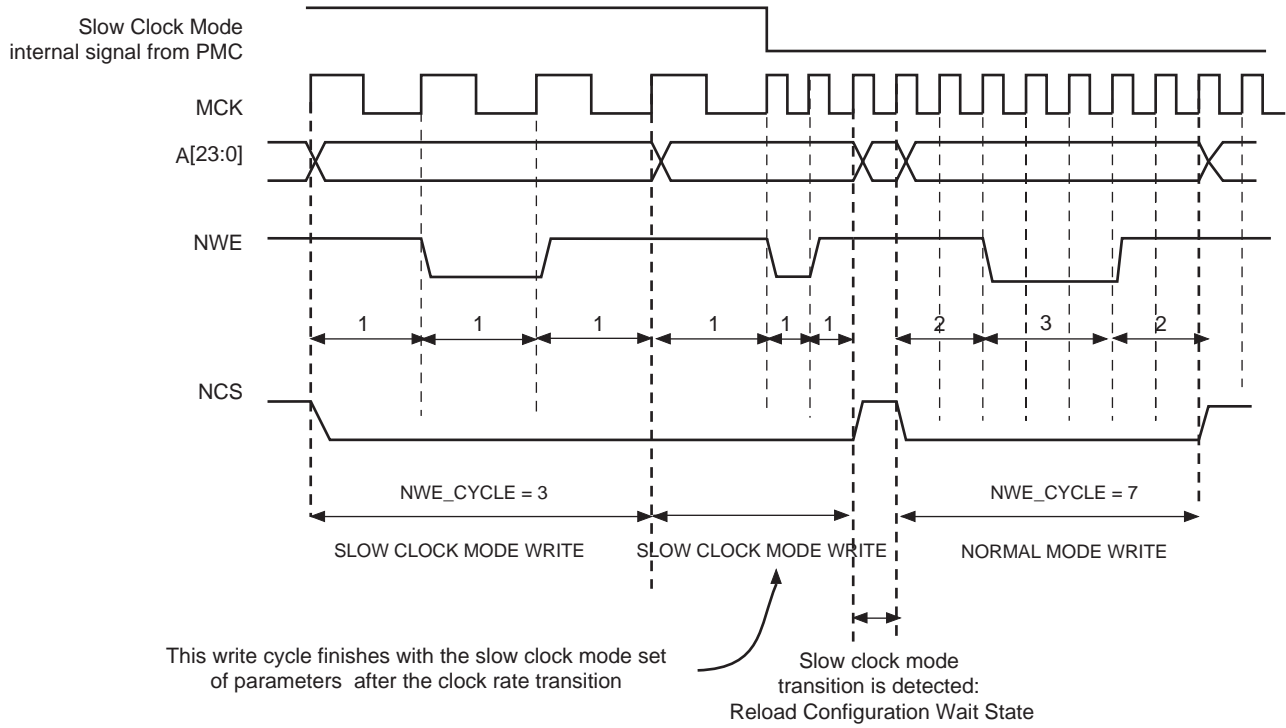 Slow Clock Mode
internal signal from PMC
MCK
A[23:0]
NWE
1 1 1 1 1 1 2 3 2
NCS
NWE_CYCLE = 3 NWE_CYCLE = 7
SLOW CLOCK MODE WRITE SLOW CLOCK MODE WRITE NORMAL MODE WRITE
This write cycle finishes with the slow clock mode set
of parameters after the clock rate transition
Slow clock mode
transition is detected:
Reload Configuration Wait State